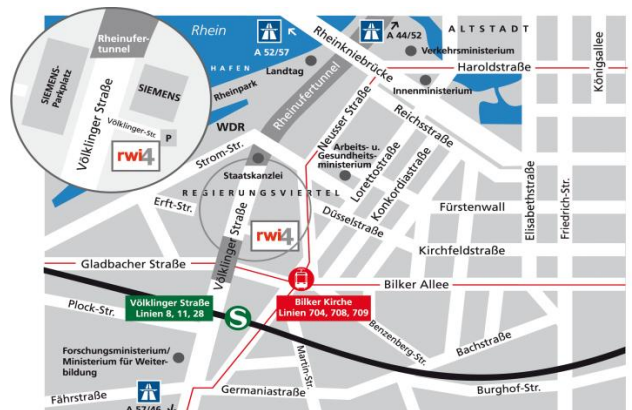 Rheinufer-
tunnel
SIEMENS-
Parkplatz
SIEMENS
Völklinger-Str.
P
Völklinger Straße
rwi4
Rhein
A 52/57
A 44/52
ALTSTADT
Königsallee
HAFEN
Landtag
Rheinkniebrücke
Verkehrsministerium
Haroldstraße
Rheinpark
Rheinufertunnel
Innenministerium
Neusser Straße
Reichsstraße
WDR
Strom-Str.
Arbeits- u.
Gesundheits-
ministerium
Lorettostraße
Konkordiastraße
Staatskanzlei
REGIERUNGSVIERTEL
Elisabethstraße
Friedrich-Str.
Erft-Str.
Völklinger Straße
Düsselstraße
Fürstenwall
rwi4
Kirchfeldstraße
Gladbacher Straße
Bilker Allee
Plock-Str.
Völklinger Straße
Linien 8, 11, 28
S
Bilker Kirche
Linien 704, 708, 709
Benzenberg-Str.
Bachstraße
Forschungsministerium/
Ministerium für Weiter-
bildung
Martin-Str.
Fährstraße
Germaniastraße
Burghof-Str.
A 57/46